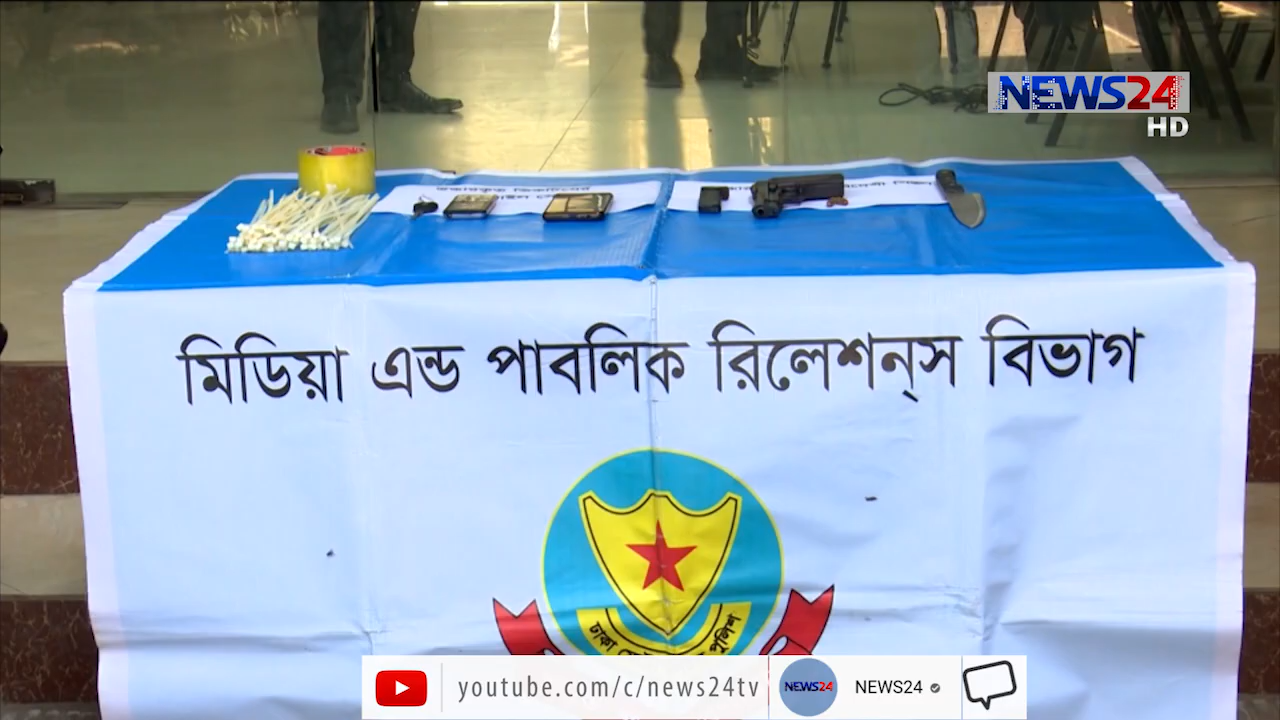 NEWS24
HD
মিডিয়া এন্ড পাবলিক রিলেশন্স বিভাগ
ঢাকা
পুলিশ
youtube.com/c/news24tv
NEWS24
NEWS24